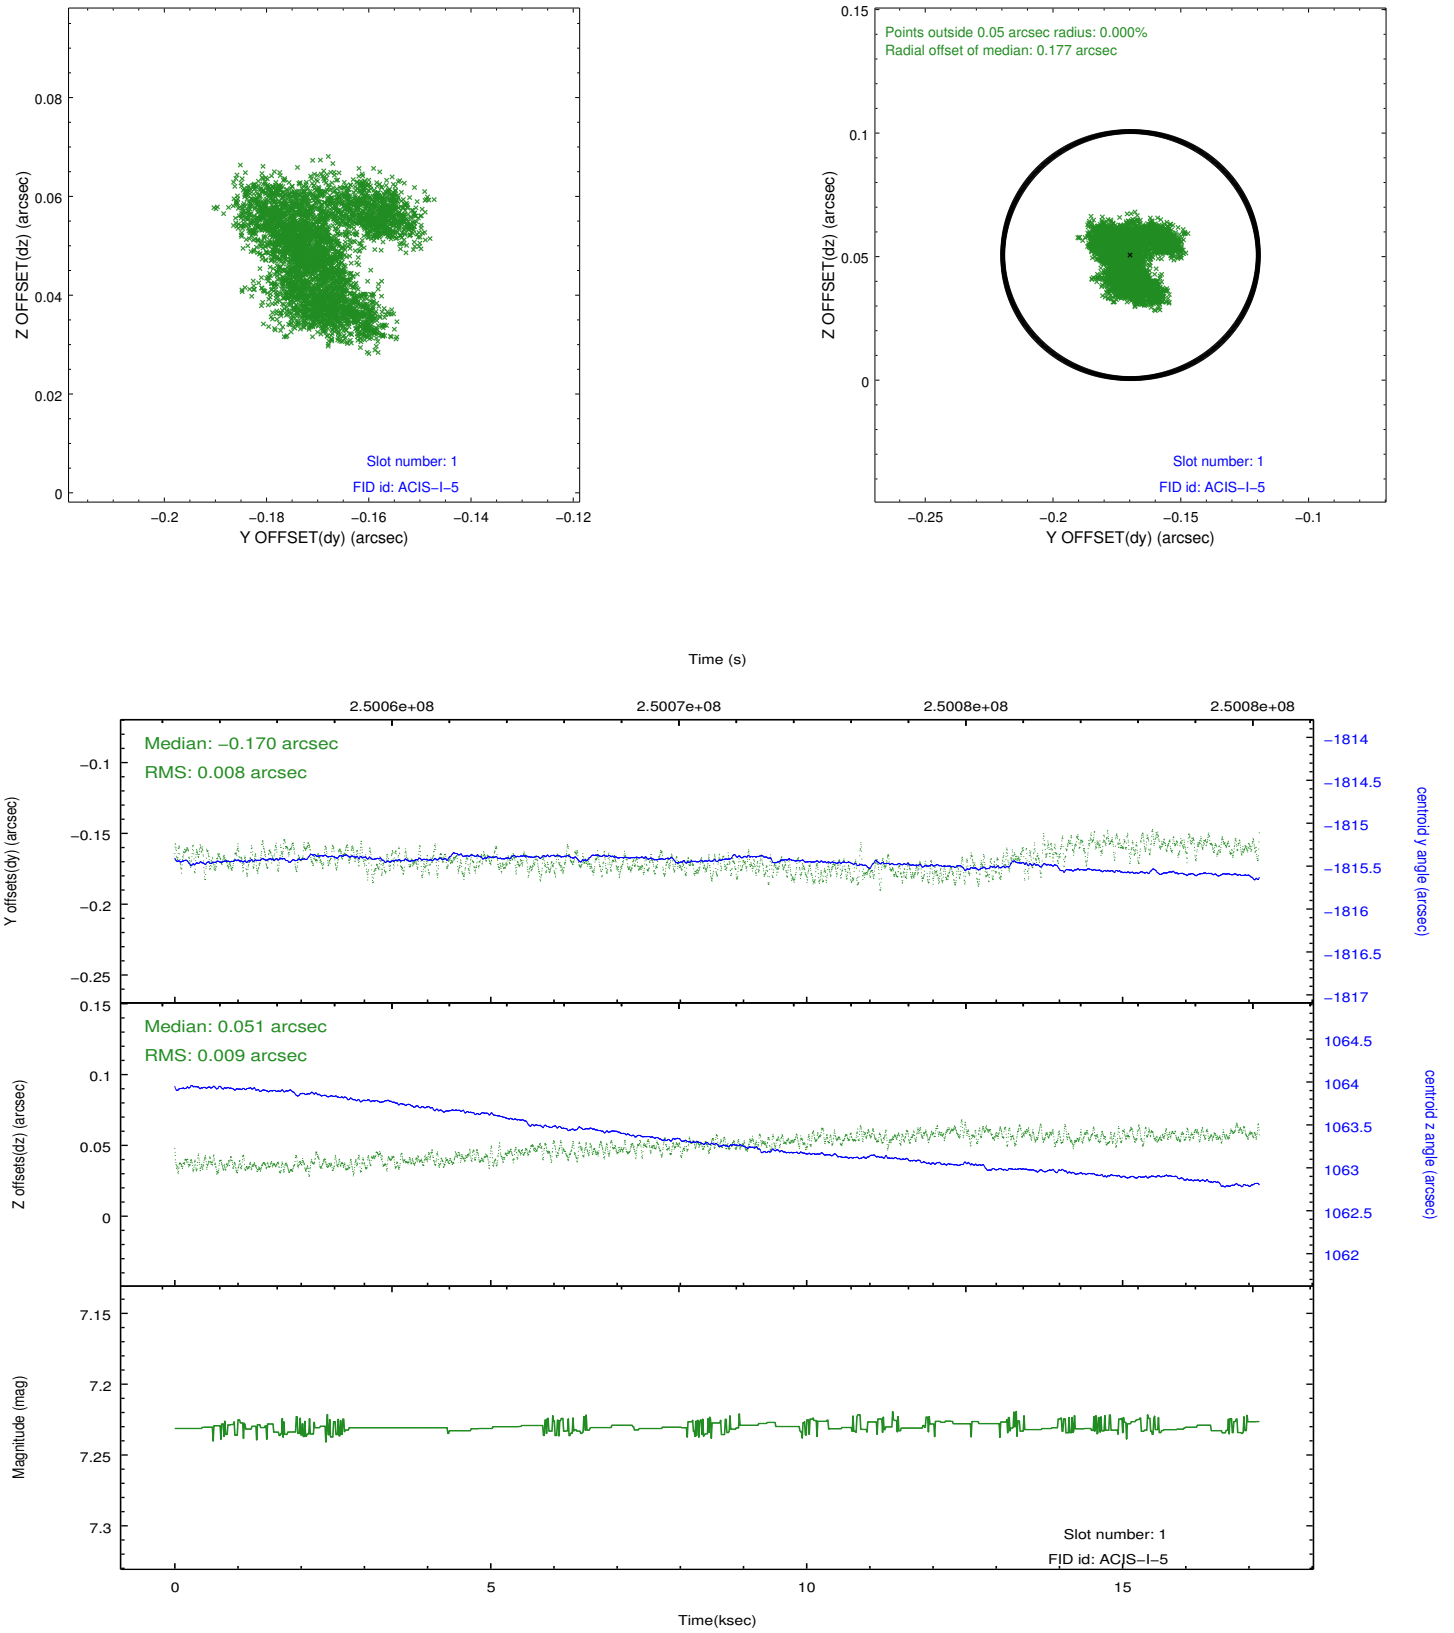 0.08
0.06
0.04
0.02
0
−0.2
−0.18
−0.16
−0.14
−0.12
Z OFFSET(dz) (arcsec)
Y OFFSET(dy) (arcsec)
Slot number: 1
FID id: ACIS−I−5
Points outside 0.05 arcsec radius: 0.000%
Radial offset of median: 0.177 arcsec
0.15
0.1
0.05
0
−0.25
−0.2
−0.15
−0.1
Z OFFSET(dz) (arcsec)
Y OFFSET(dy) (arcsec)
Slot number: 1
FID id: ACIS−I−5
Time (s)
2.5006e+08
2.5007e+08
2.5008e+08
2.5008e+08
Median: −0.170 arcsec
RMS: 0.008 arcsec
−0.1
−0.15
−0.2
−0.25
Y offsets(dy) (arcsec)
−1814
−1814.5
−1815
−1815.5
−1816
−1816.5
−1817
centroid y angle (arcsec)
Median: 0.051 arcsec
RMS: 0.009 arcsec
0.15
0.1
0.05
0
Z offsets(dz) (arcsec)
1064.5
1064
1063.5
1063
1062.5
1062
centroid z angle (arcsec)
7.15
7.2
7.25
7.3
Magnitude (mag)
Slot number: 1
FID id: ACIS−I−5
0
5
10
15
Time(ksec)